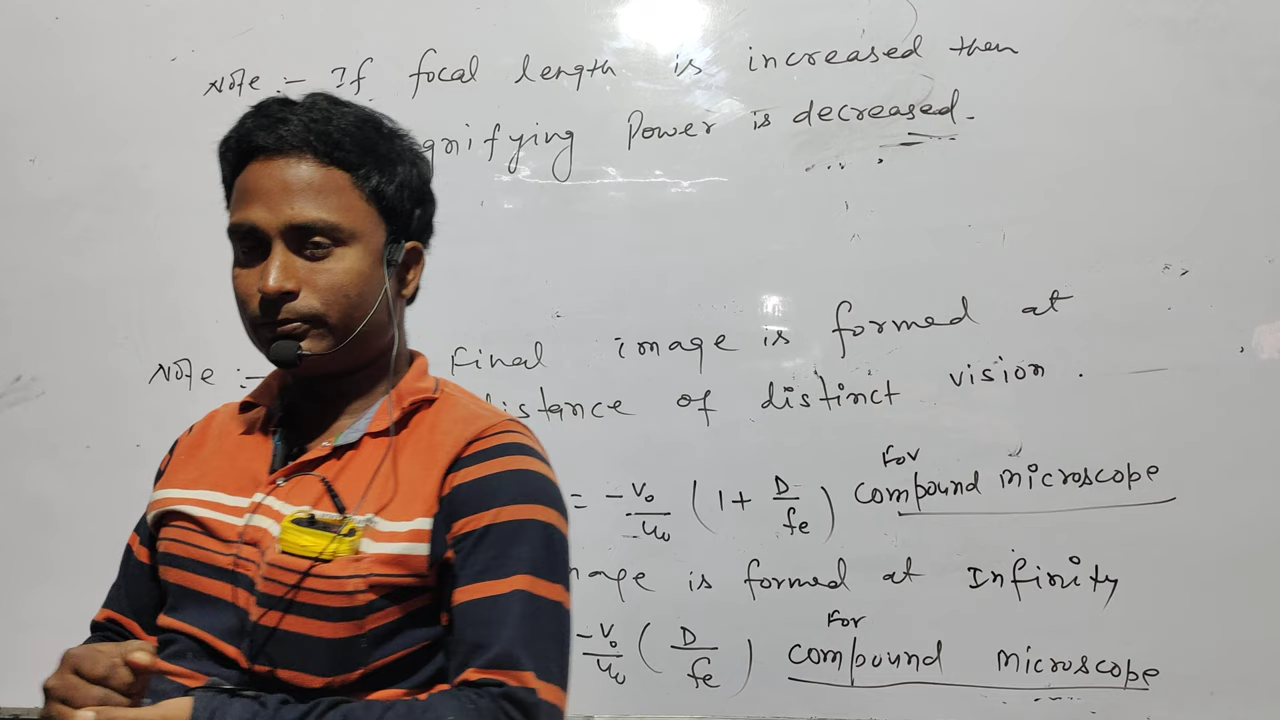 Note :- If focal length is increased then
gnifying Power is decreased.
Note :- Final image is formed at
distance of distinct vision.
= -v₀/u₀ (1 + D/fe) For compound microscope
mage is formed at Infinity
-v₀/u₀ (D/fe) For compound microscope